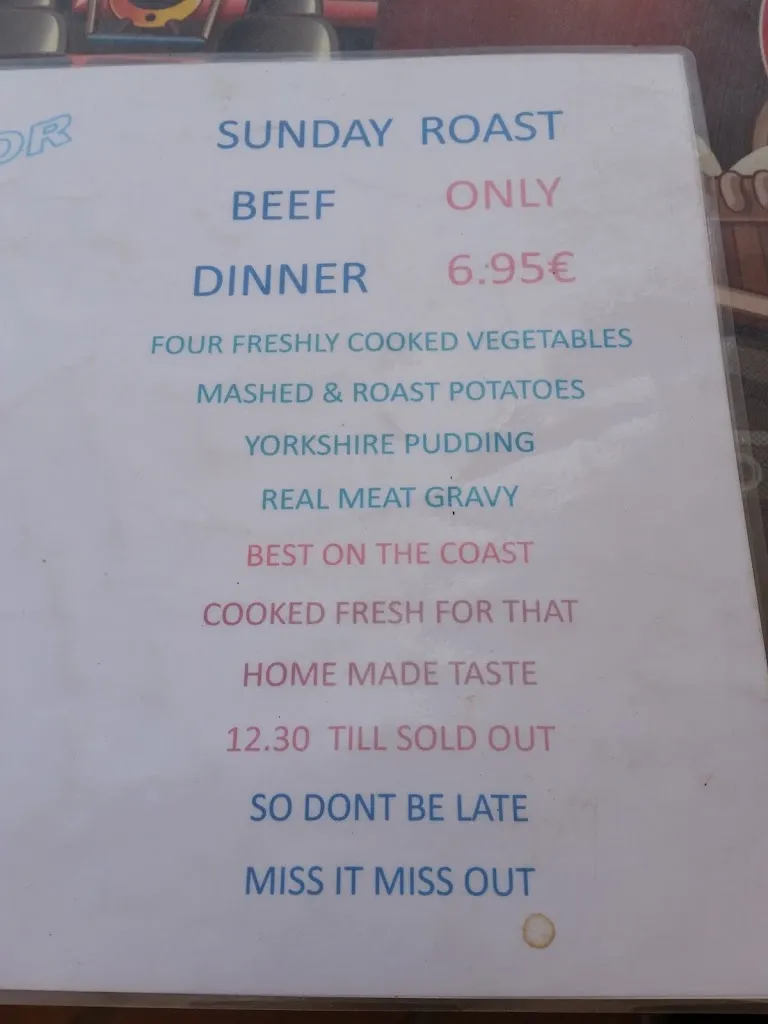 SUNDAY ROAST
BEEF ONLY
DINNER 6.95€
FOUR FRESHLY COOKED VEGETABLES
MASHED & ROAST POTATOES
YORKSHIRE PUDDING
REAL MEAT GRAVY
BEST ON THE COAST
COOKED FRESH FOR THAT
HOME MADE TASTE
12.30 TILL SOLD OUT
SO DONT BE LATE
MISS IT MISS OUT